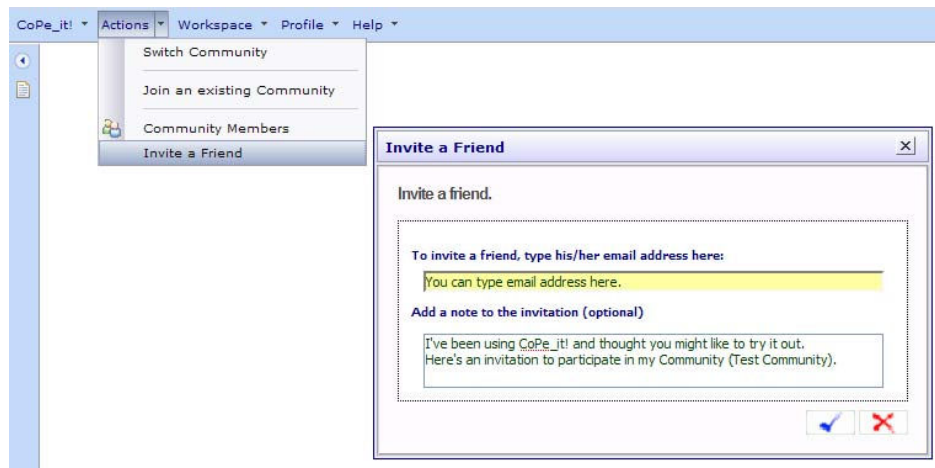 CoPe_it! Actions Workspace Profile Help
Switch Community
Join an existing Community
Community Members
Invite a Friend
Invite a Friend
Invite a friend.
To invite a friend, type his/her email address here:
You can type email address here.
Add a note to the invitation (optional)
I've been using CoPe_it! and thought you might like to try it out.
Here's an invitation to participate in my Community (Test Community).